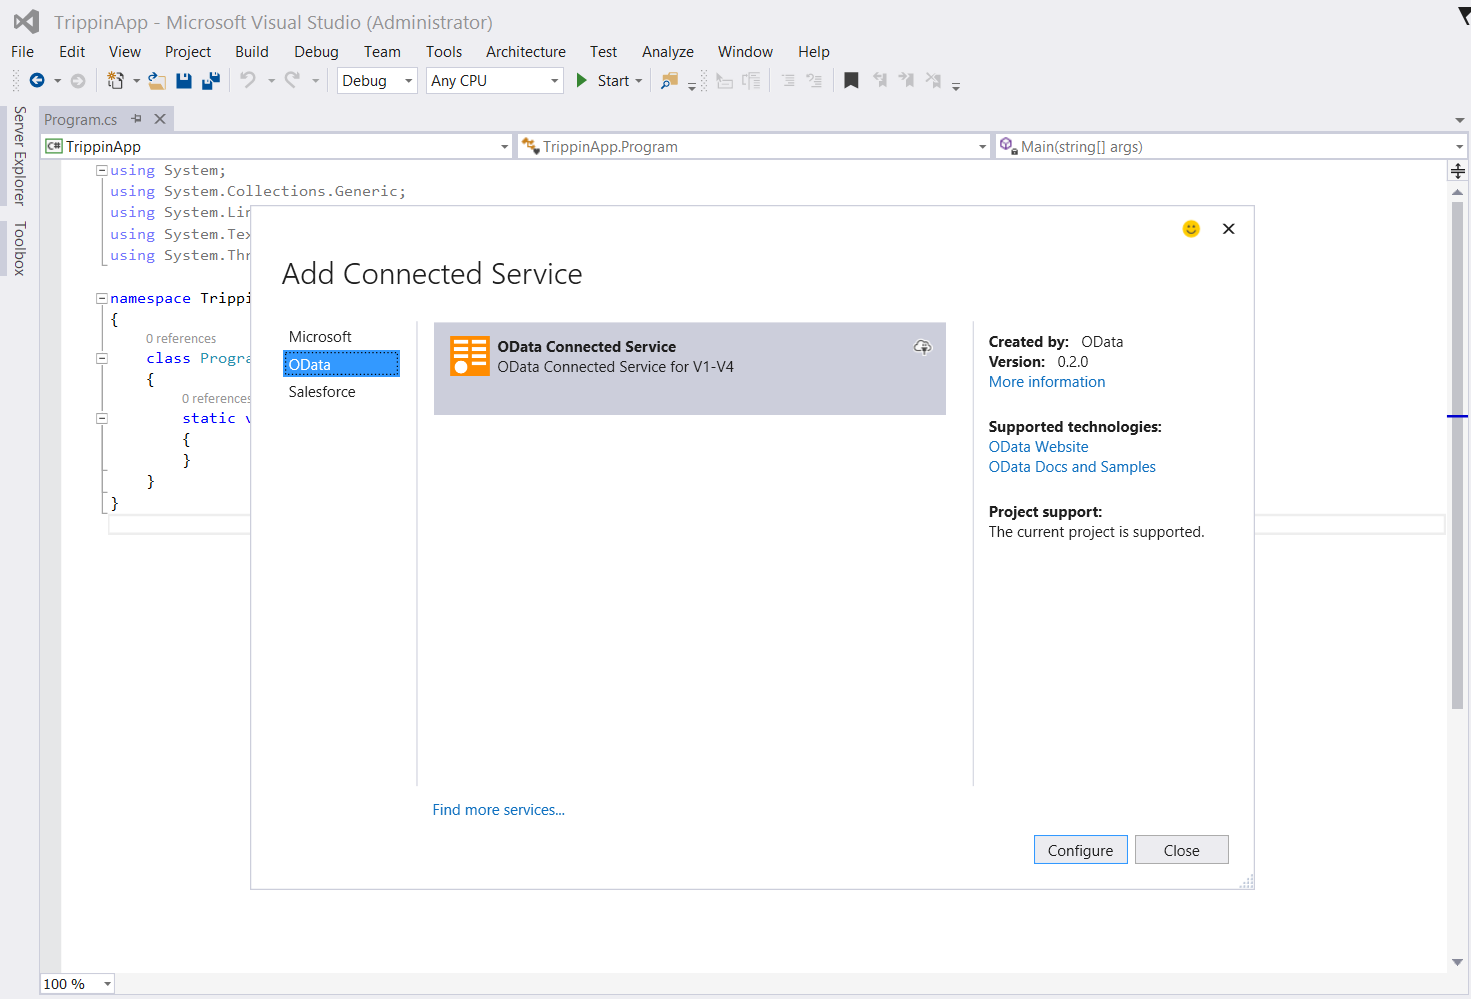 TrippinApp - Microsoft Visual Studio (Administrator)
File Edit View Project Build Debug Team Tools Architecture Test Analyze Window Help
Debug Any CPU Start
Server Explorer
Toolbox
Program.cs
C# TrippinApp TrippinApp.Program Main(string[] args)
using System;
using System.Collections.Generic;
using System.Lin
using System.Tex
using System.Thr
namespace Trippi
{
0 references
class Progra
{
0 references
static v
{
}
}
}
Add Connected Service
Microsoft
OData
Salesforce
OData Connected Service
OData Connected Service for V1-V4
Created by: OData
Version: 0.2.0
More information
Supported technologies:
OData Website
OData Docs and Samples
Project support:
The current project is supported.
Find more services...
Configure Close
100 %